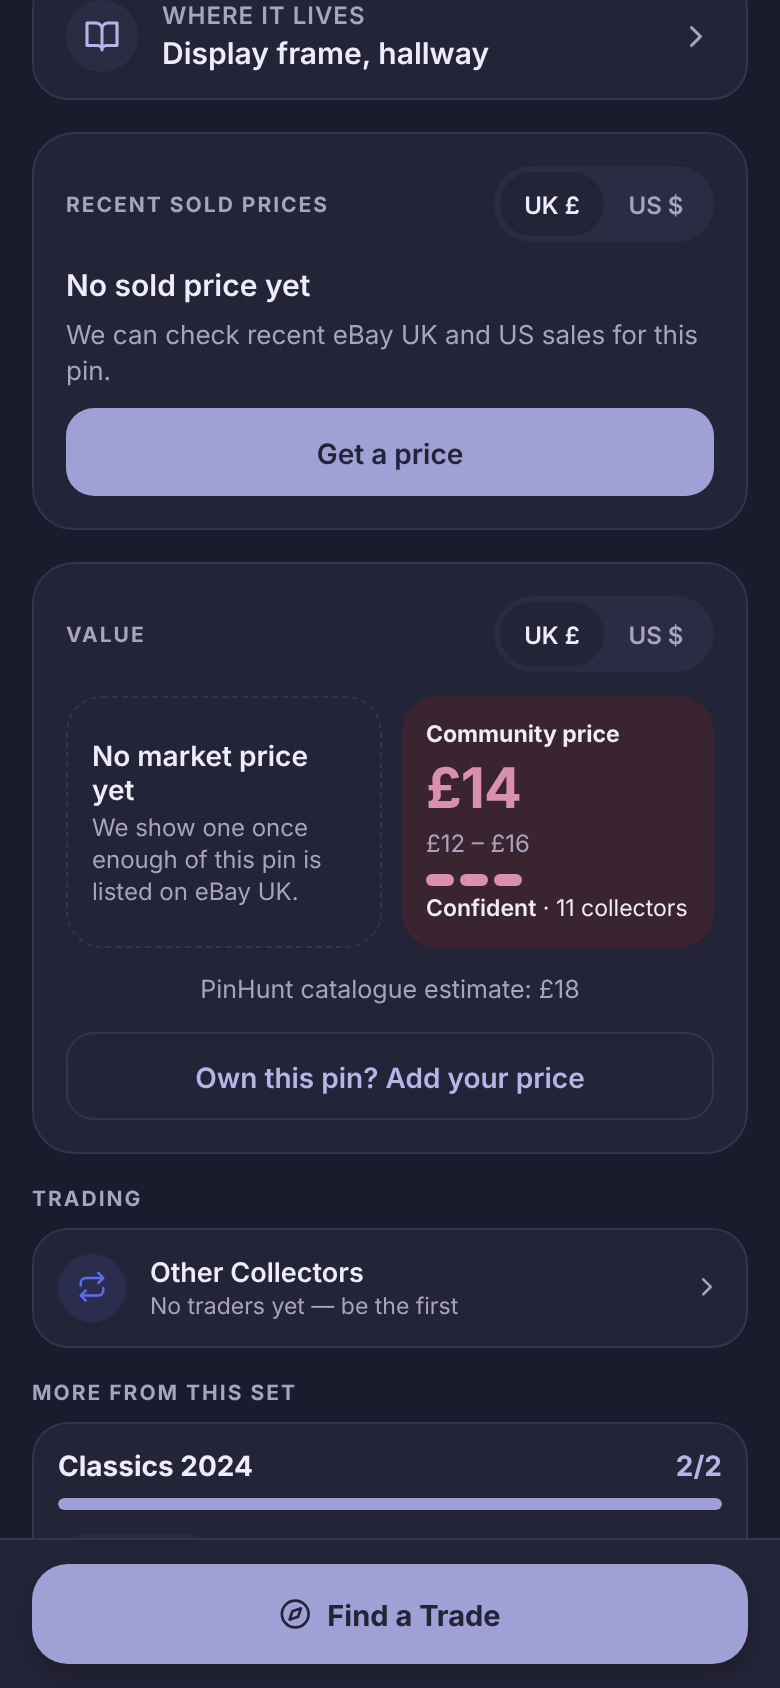 WHERE IT LIVES
Display frame, hallway
RECENT SOLD PRICES
UK £
US $
No sold price yet
We can check recent eBay UK and US sales for this
pin.
Get a price
VALUE
UK £
US $
No market price
yet
We show one once
enough of this pin is
listed on eBay UK.
Community price
£14
£12 – £16
Confident · 11 collectors
PinHunt catalogue estimate: £18
Own this pin? Add your price
TRADING
Other Collectors
No traders yet — be the first
MORE FROM THIS SET
Classics 2024
2/2
Find a Trade